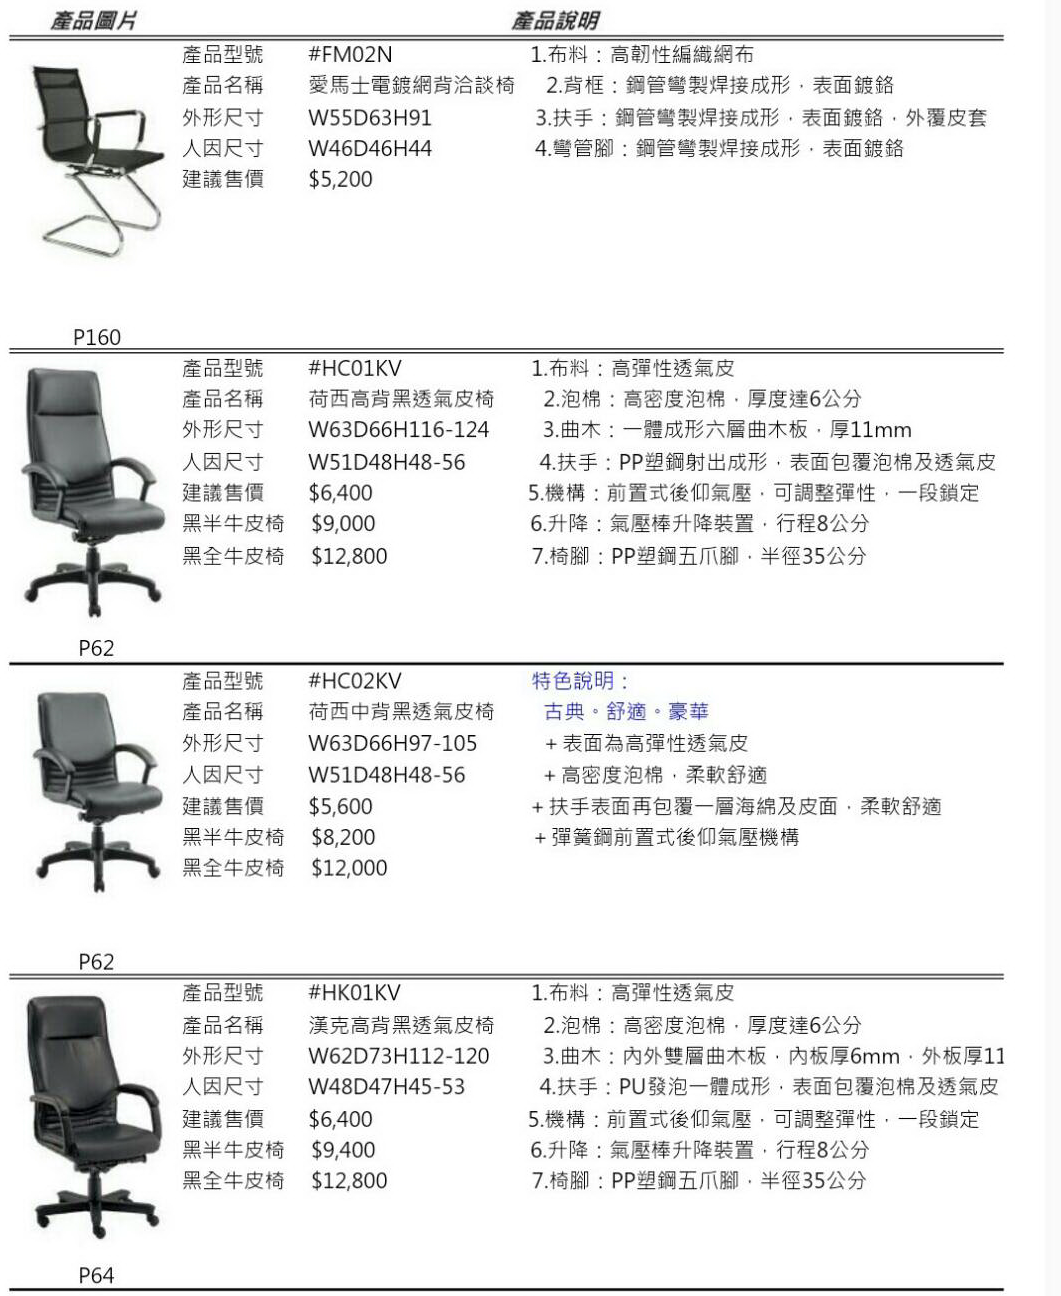 產品圖片 產品說明
產品型號 #FM02N 1.布料：高韌性編織網布
產品名稱 愛馬士電鍍網背洽談椅 2.背框：鋼管彎製焊接成形，表面鍍鉻
外形尺寸 W55D63H91 3.扶手：鋼管彎製焊接成形，表面鍍鉻，外覆皮套
人因尺寸 W46D46H44 4.彎管腳：鋼管彎製焊接成形，表面鍍鉻
建議售價 $5,200
P160
產品型號 #HC01KV 1.布料：高彈性透氣皮
產品名稱 荷西高背黑透氣皮椅 2.泡棉：高密度泡棉，厚度達6公分
外形尺寸 W63D66H116-124 3.曲木：一體成形六層曲木板，厚11mm
人因尺寸 W51D48H48-56 4.扶手：PP塑鋼射出成形，表面包覆泡棉及透氣皮
建議售價 $6,400 5.機構：前置式後仰氣壓，可調整彈性，一段鎖定
黑半牛皮椅 $9,000 6.升降：氣壓棒升降裝置，行程8公分
黑全牛皮椅 $12,800 7.椅腳：PP塑鋼五爪腳，半徑35公分
P62
產品型號 #HC02KV 特色說明：
產品名稱 荷西中背黑透氣皮椅 古典。舒適。豪華
外形尺寸 W63D66H97-105 +表面為高彈性透氣皮
人因尺寸 W51D48H48-56 +高密度泡棉，柔軟舒適
建議售價 $5,600 +扶手表面再包覆一層海綿及皮面，柔軟舒適
黑半牛皮椅 $8,200 +彈簧鋼前置式後仰氣壓機構
黑全牛皮椅 $12,000
P62
產品型號 #HK01KV 1.布料：高彈性透氣皮
產品名稱 漢克高背黑透氣皮椅 2.泡棉：高密度泡棉，厚度達6公分
外形尺寸 W62D73H112-120 3.曲木：內外雙層曲木板，內板厚6mm，外板厚11
人因尺寸 W48D47H45-53 4.扶手：PU發泡一體成形，表面包覆泡棉及透氣皮
建議售價 $6,400 5.機構：前置式後仰氣壓，可調整彈性，一段鎖定
黑半牛皮椅 $9,400 6.升降：氣壓棒升降裝置，行程8公分
黑全牛皮椅 $12,800 7.椅腳：PP塑鋼五爪腳，半徑35公分
P64